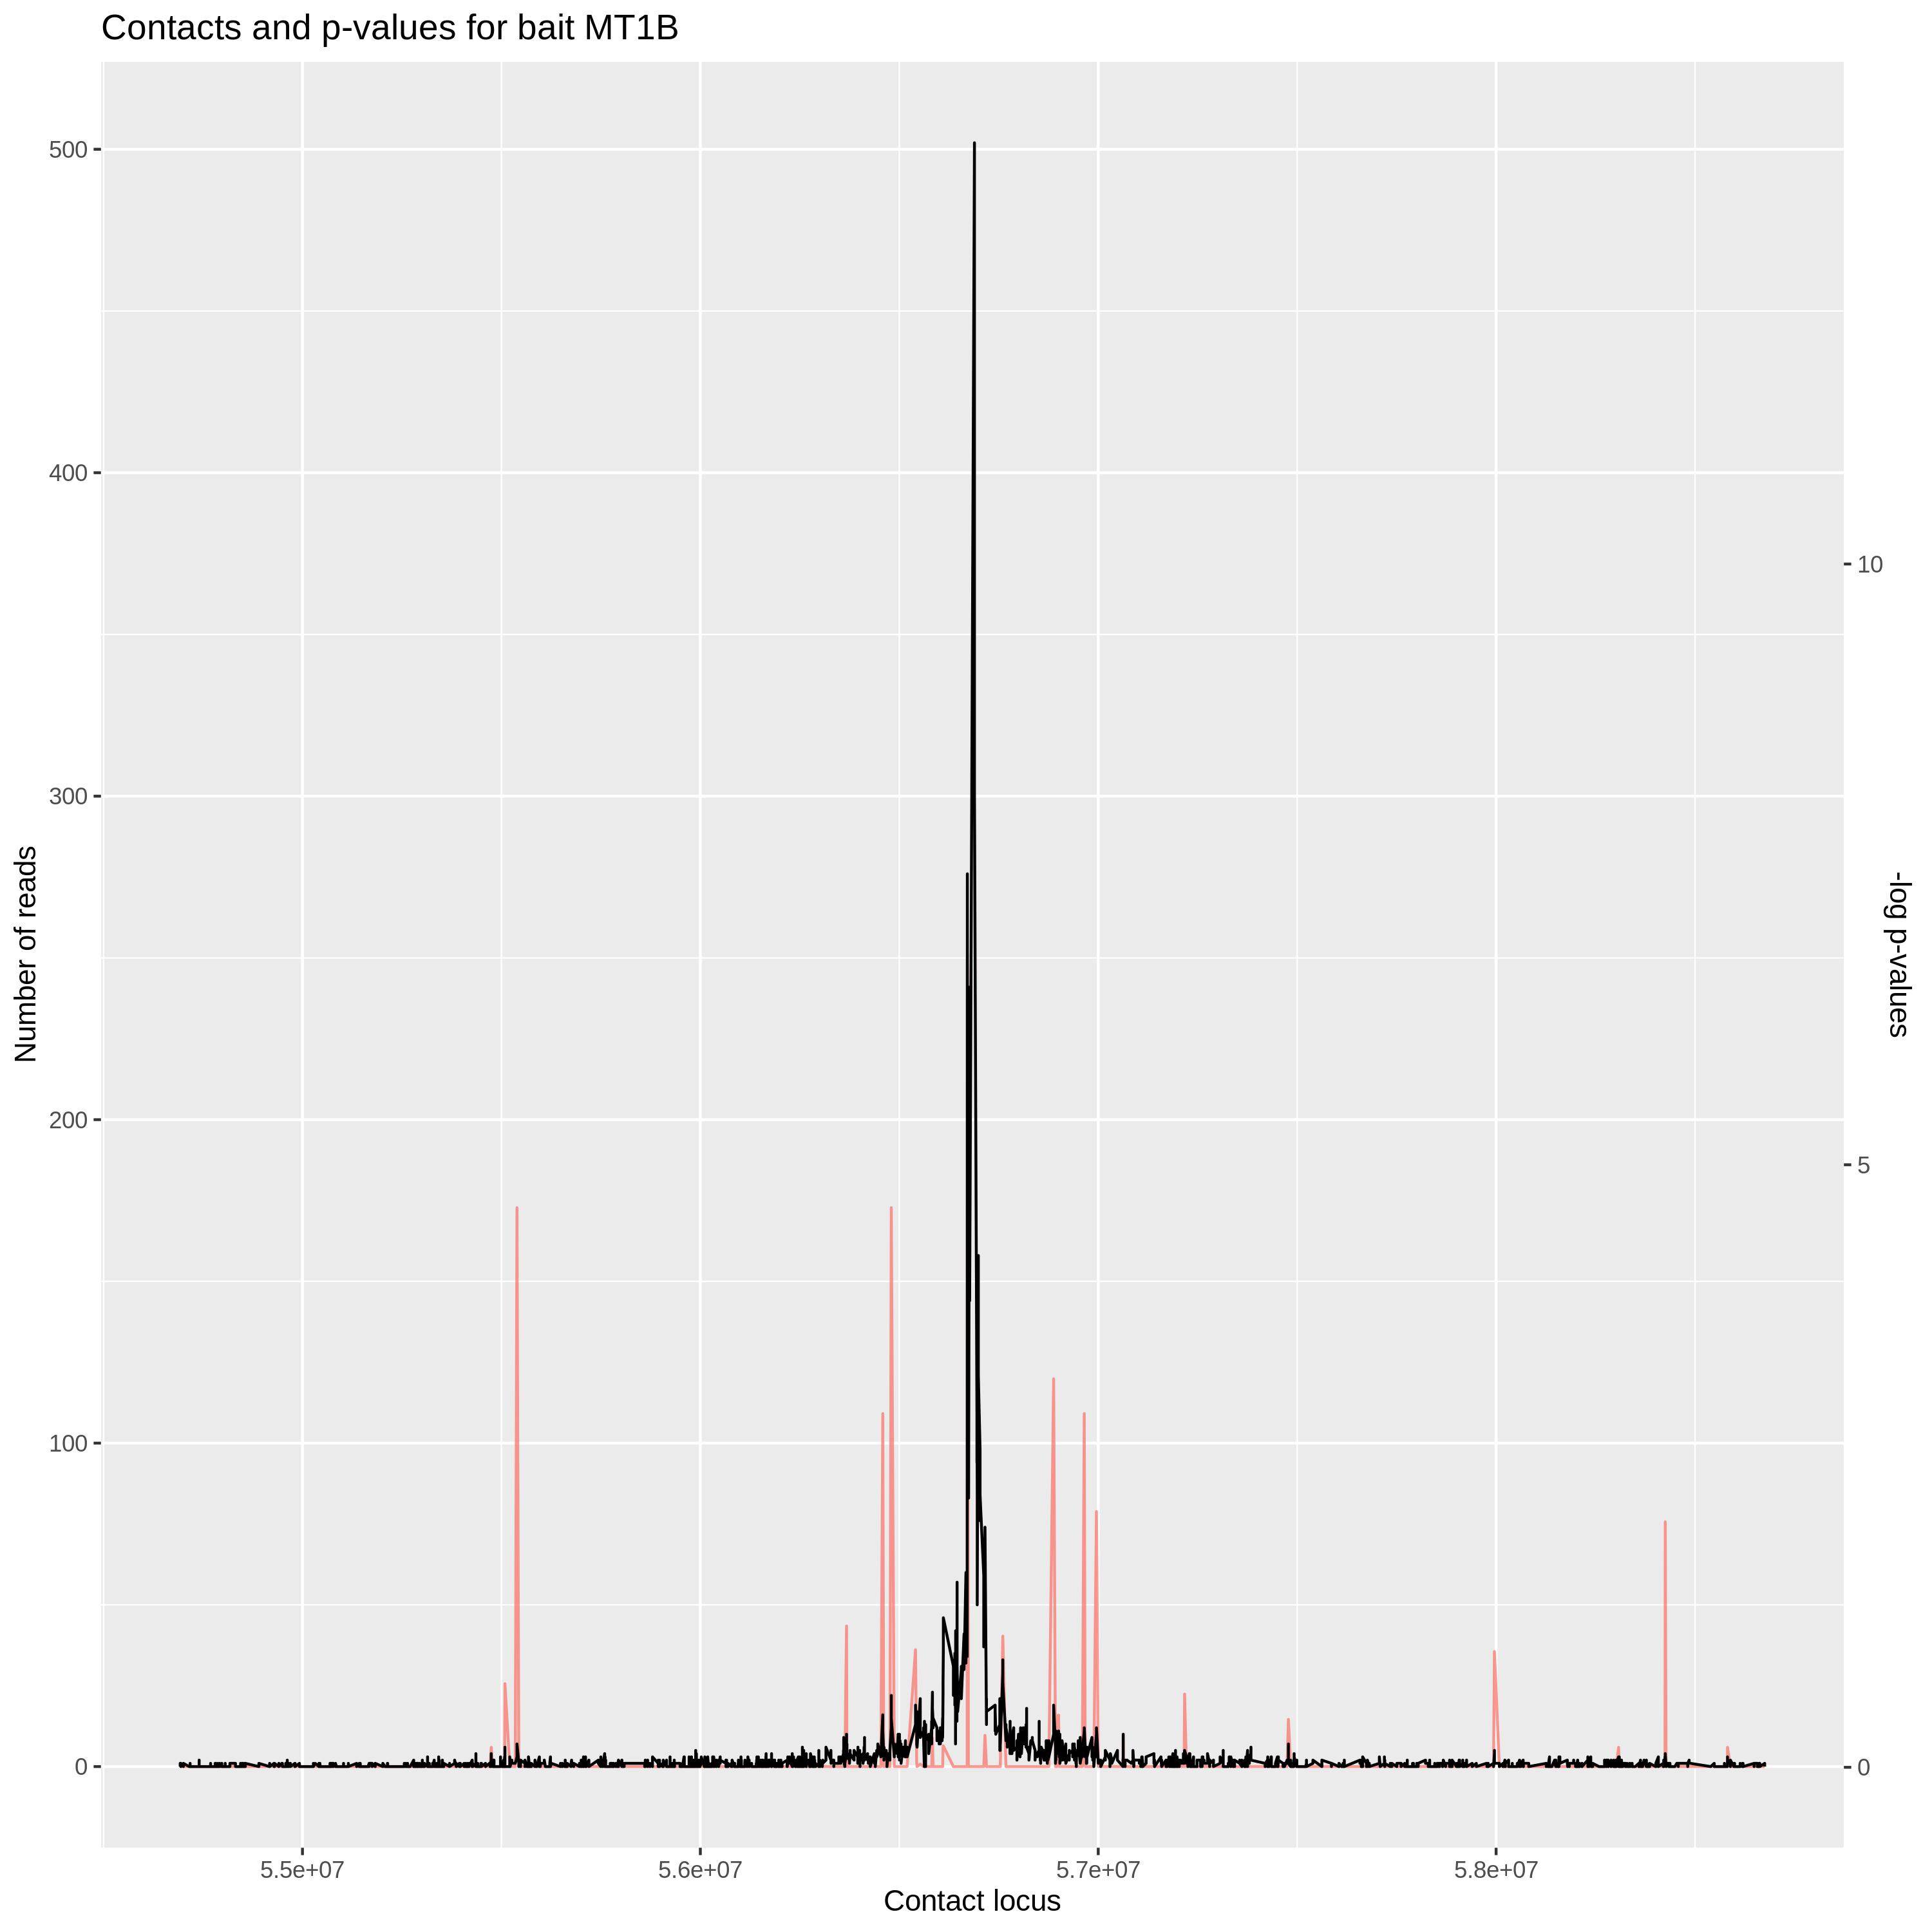 Contacts and p-values for bait MT1B
500
400
300
200
100
0
Number of reads
10
5
0
-log p-values
5.5e+07
5.6e+07
5.7e+07
5.8e+07
Contact locus